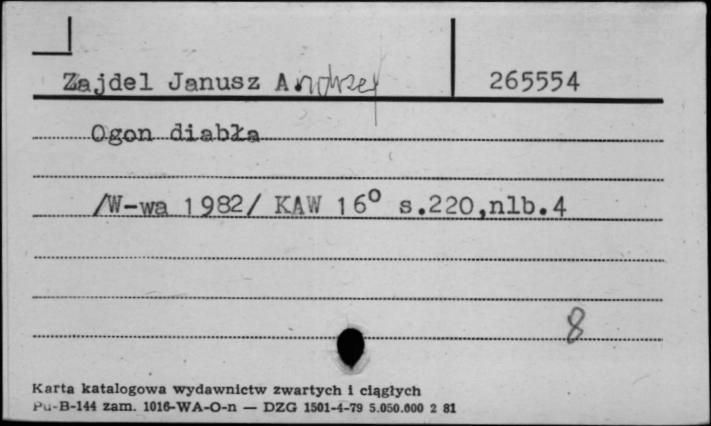 Zajdel Janusz Andrzej 265554
Ogon diabła
/W-wa 1982/ KAW 16° s.220,nlb.4
8
Karta katalogowa wydawnictw zwartych i ciągłych
Pu-B-144 zam. 1016-WA-O-n — DZG 1501-4-79 5.050.000 2 81